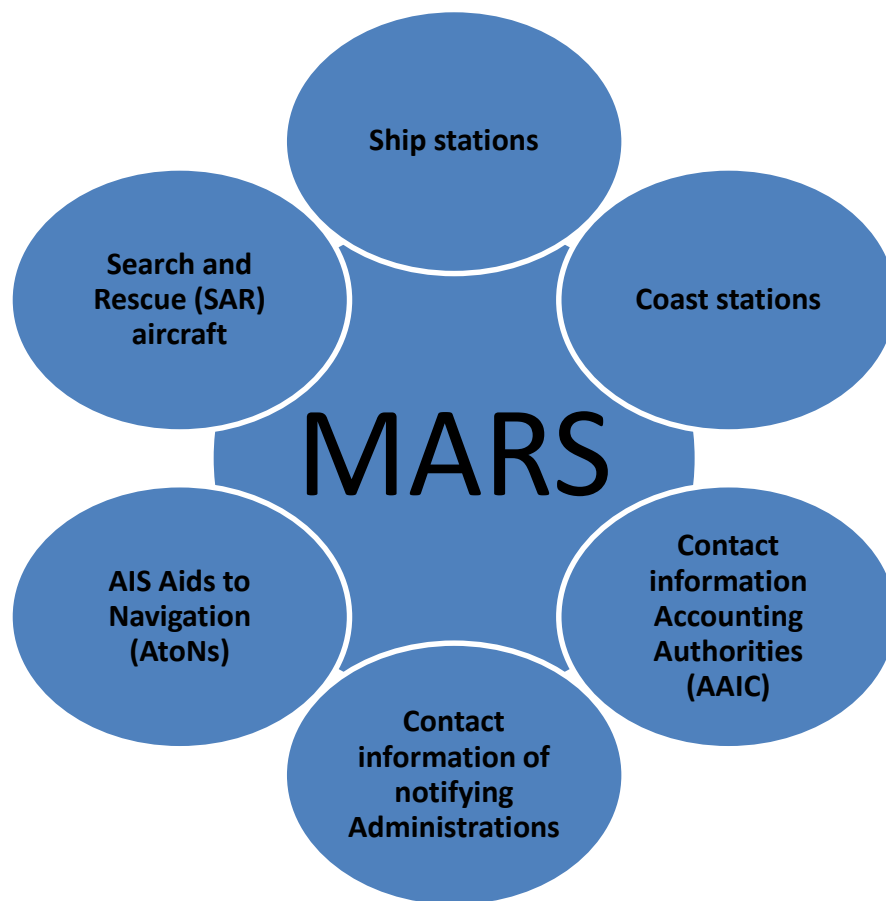 Ship stations
Search and
Rescue (SAR)
aircraft
Coast stations
MARS
AIS Aids to
Navigation
(AtoNs)
Contact
information
Accounting
Authorities
(AAIC)
Contact
information of
notifying
Administrations